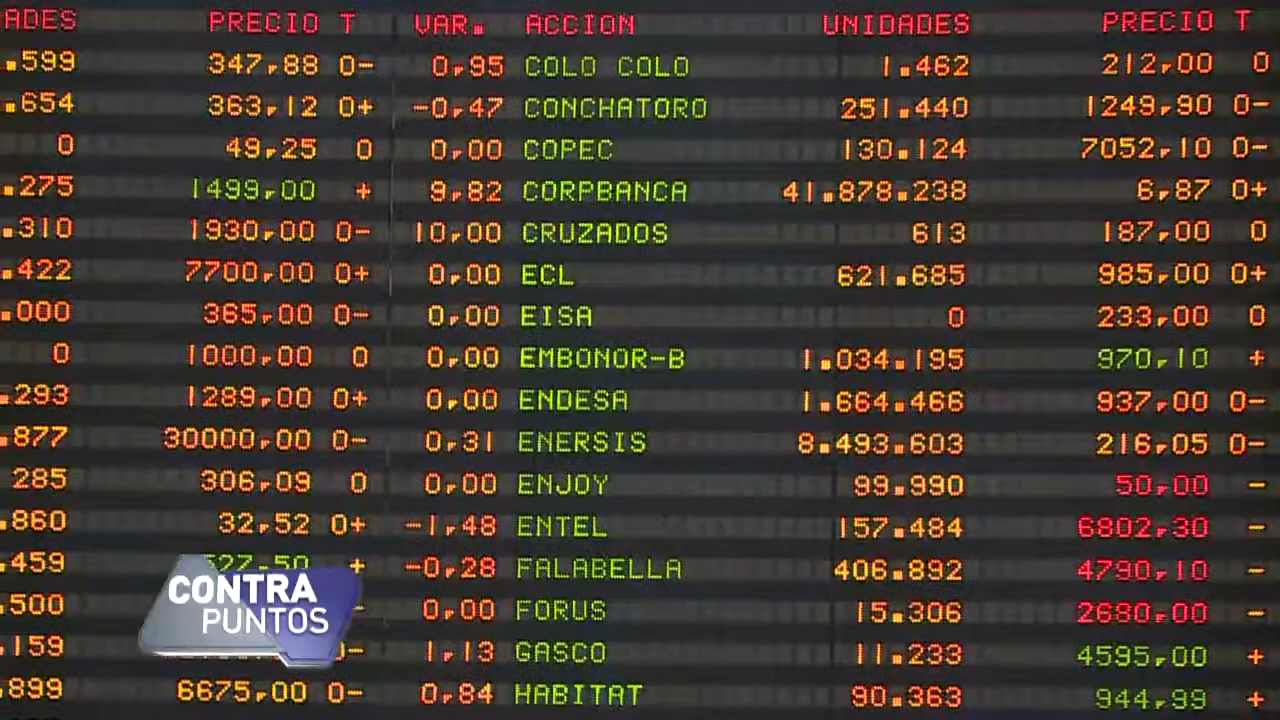 ADES PRECIO T VAR. ACCION UNIDADES PRECIO T
.599 347,88 0- 0,95 COLO COLO 1.462 212,00 0
.654 363,12 0+ -0,47 CONCHATORO 251.440 1249,90 0-
0 49,25 0 0,00 COPEC 130.124 7052,10 0-
.275 1499,00 + 9,82 CORPBANCA 41.878.238 6,87 0+
.310 1930,00 0- 10,00 CRUZADOS 613 187,00 0
.422 7700,00 0+ 0,00 ECL 621.685 985,00 0+
.000 365,00 0- 0,00 EISA 0 233,00 0
0 1000,00 0 0,00 EMBONOR-B 1.034.195 970,10 +
.293 1289,00 0+ 0,00 ENDESA 1.664.466 937,00 0-
.877 30000,00 0- 0,31 ENERSIS 8.493.603 216,05 0-
285 306,09 0 0,00 ENJOY 99.990 50,00 -
.860 32,52 0+ -1,48 ENTEL 157.484 6802,30 -
.459 + -0,28 FALABELLA 406.892 4790,10 -
.500 - 0,00 FORUS 15.306 2680,00 -
.159 0- 1,13 GASCO 11.233 4595,00 +
.899 6675,00 0- 0,84 HABITAT 90.363 944,99 +
CONTRA
PUNTOS